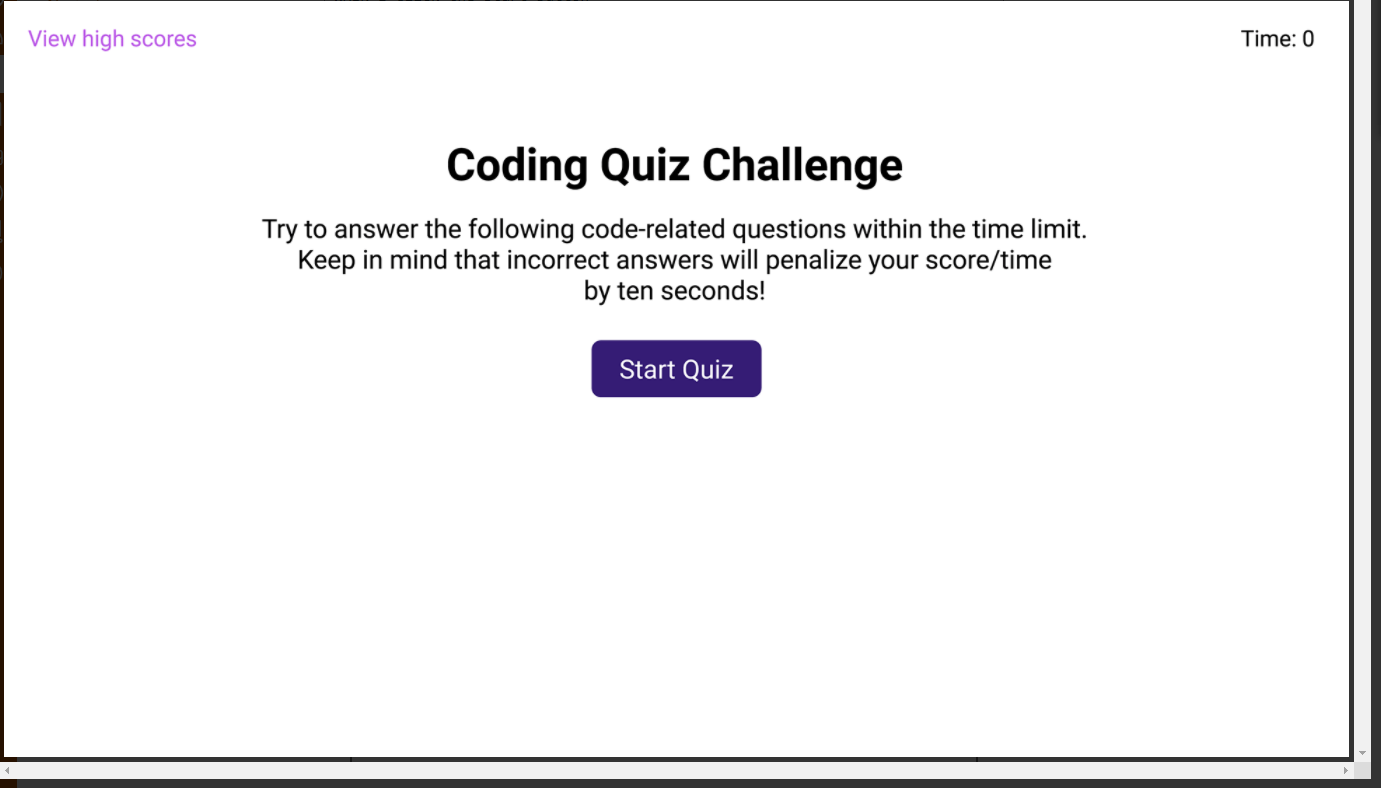 View high scores
Time: 0
Coding Quiz Challenge
Try to answer the following code-related questions within the time limit.
Keep in mind that incorrect answers will penalize your score/time
by ten seconds!
Start Quiz